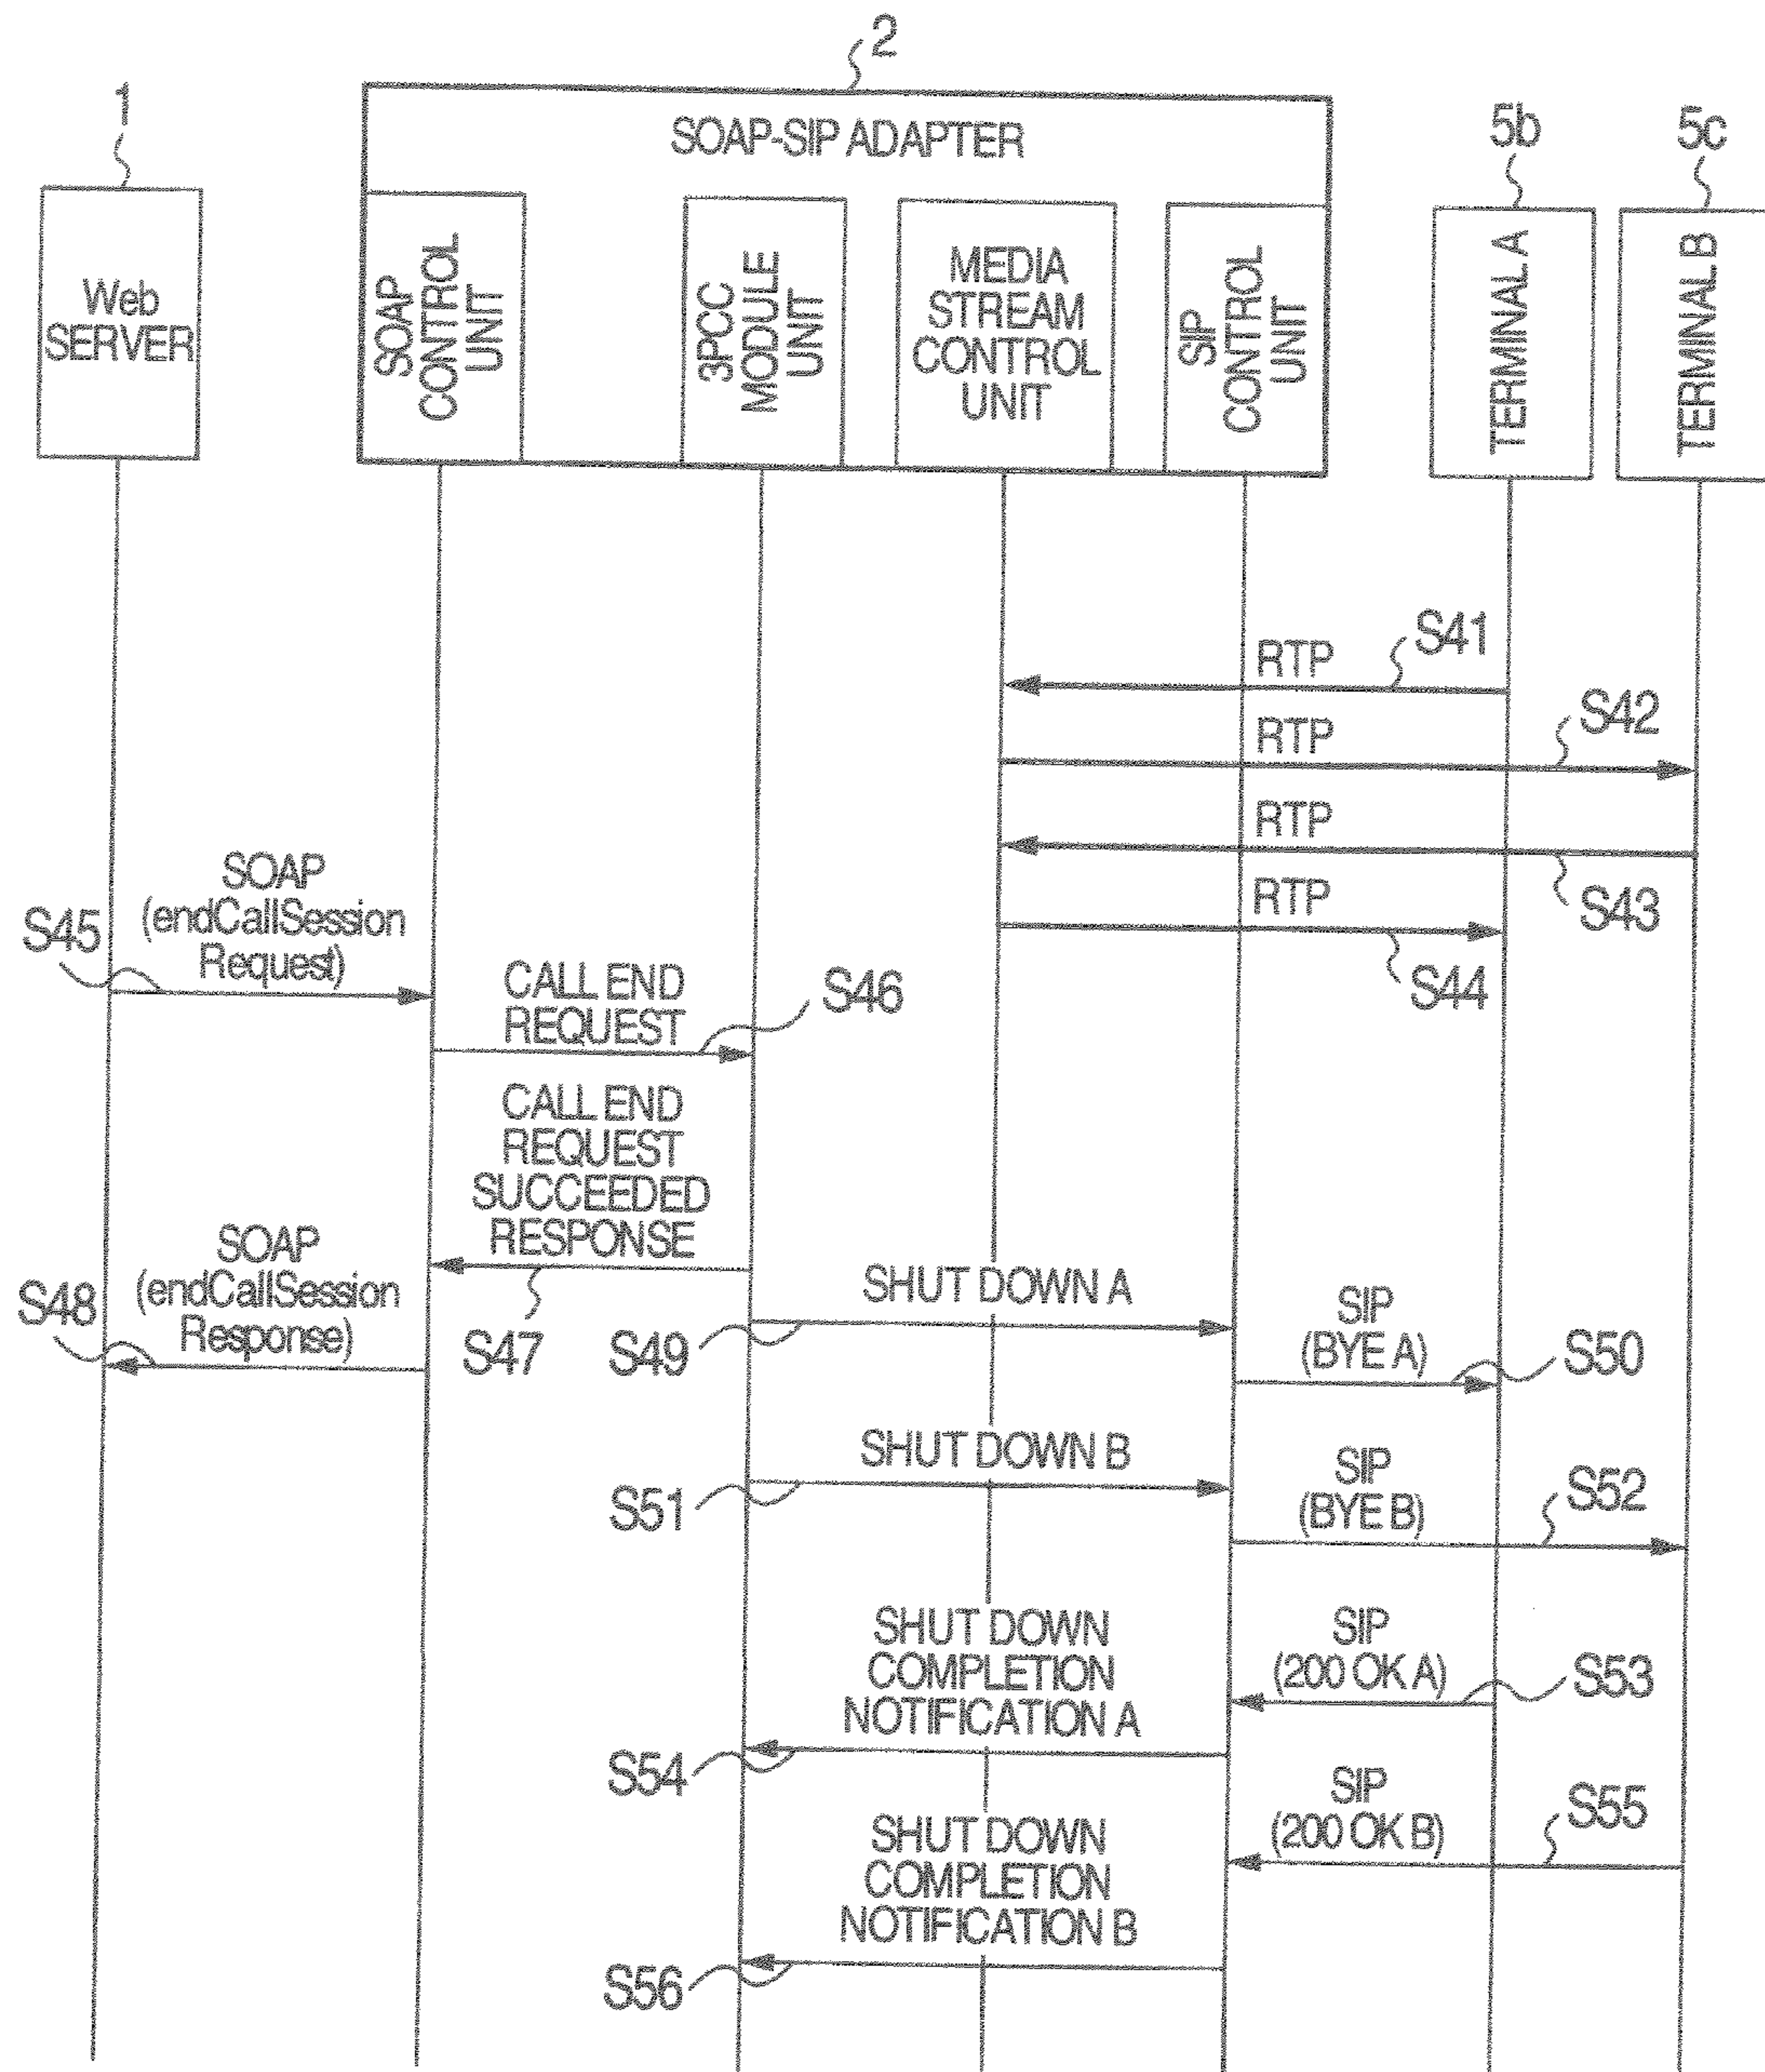 2
1
SOAP-SIP ADAPTER
5b
5c
Web
SERVER
SOAP
CONTROL
UNIT
3PCC
MODULE
UNIT
MEDIA
STREAM
CONTROL
UNIT
SIP
CONTROL
UNIT
TERMINAL A
TERMINAL B
RTP
S41
RTP
S42
RTP
S43
RTP
S44
S45
SOAP
(endCallSession
Request)
CALL END
REQUEST
S46
CALL END
REQUEST
SUCCEEDED
RESPONSE
S47
S48
SOAP
(endCallSession
Response)
SHUT DOWN A
S49
SIP
(BYE A)
S50
SHUT DOWN B
S51
SIP
(BYE B)
S52
SIP
(200 OK A)
S53
SHUT DOWN
COMPLETION
NOTIFICATION A
S54
SIP
(200 OK B)
S55
SHUT DOWN
COMPLETION
NOTIFICATION B
S56